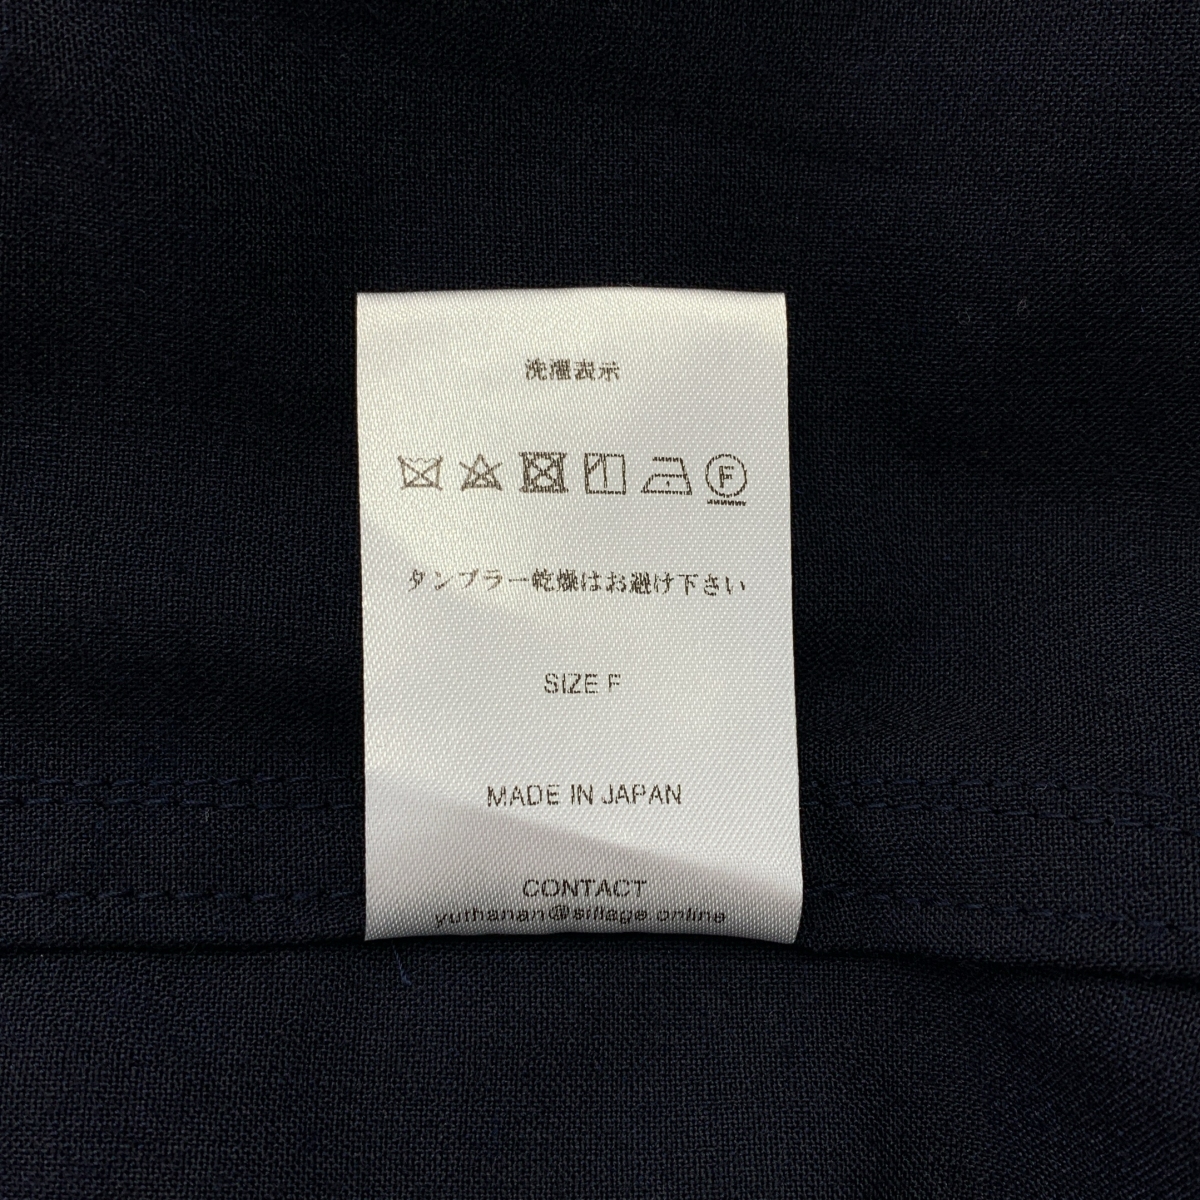 洗濯表示
F
タンブラー乾燥はお避け下さい
SIZE F
MADE IN JAPAN
CONTACT
yuthanan@sillage.online